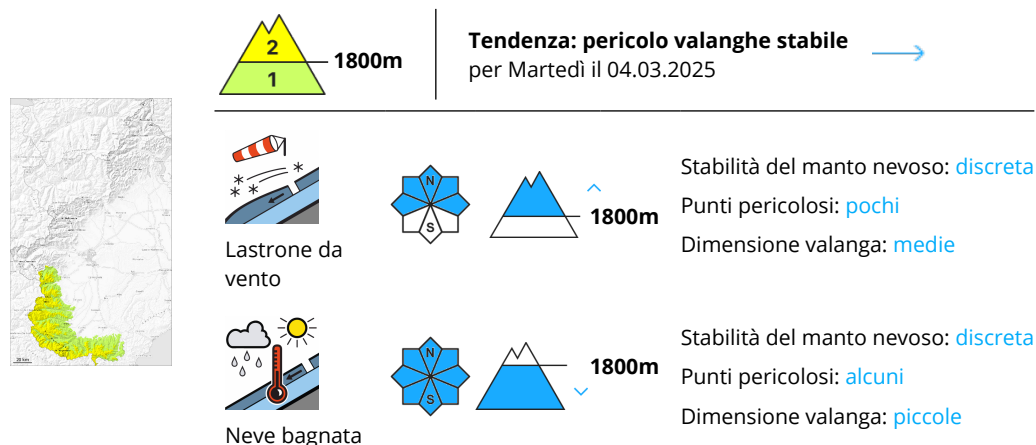 2
1
1800m
Tendenza: pericolo valanghe stabile
per Martedì il 04.03.2025
20 km
Lastrone da
vento
N
S
1800m
Stabilità del manto nevoso: discreta
Punti pericolosi: pochi
Dimensione valanga: medie
Neve bagnata
N
S
1800m
Stabilità del manto nevoso: discreta
Punti pericolosi: alcuni
Dimensione valanga: piccole